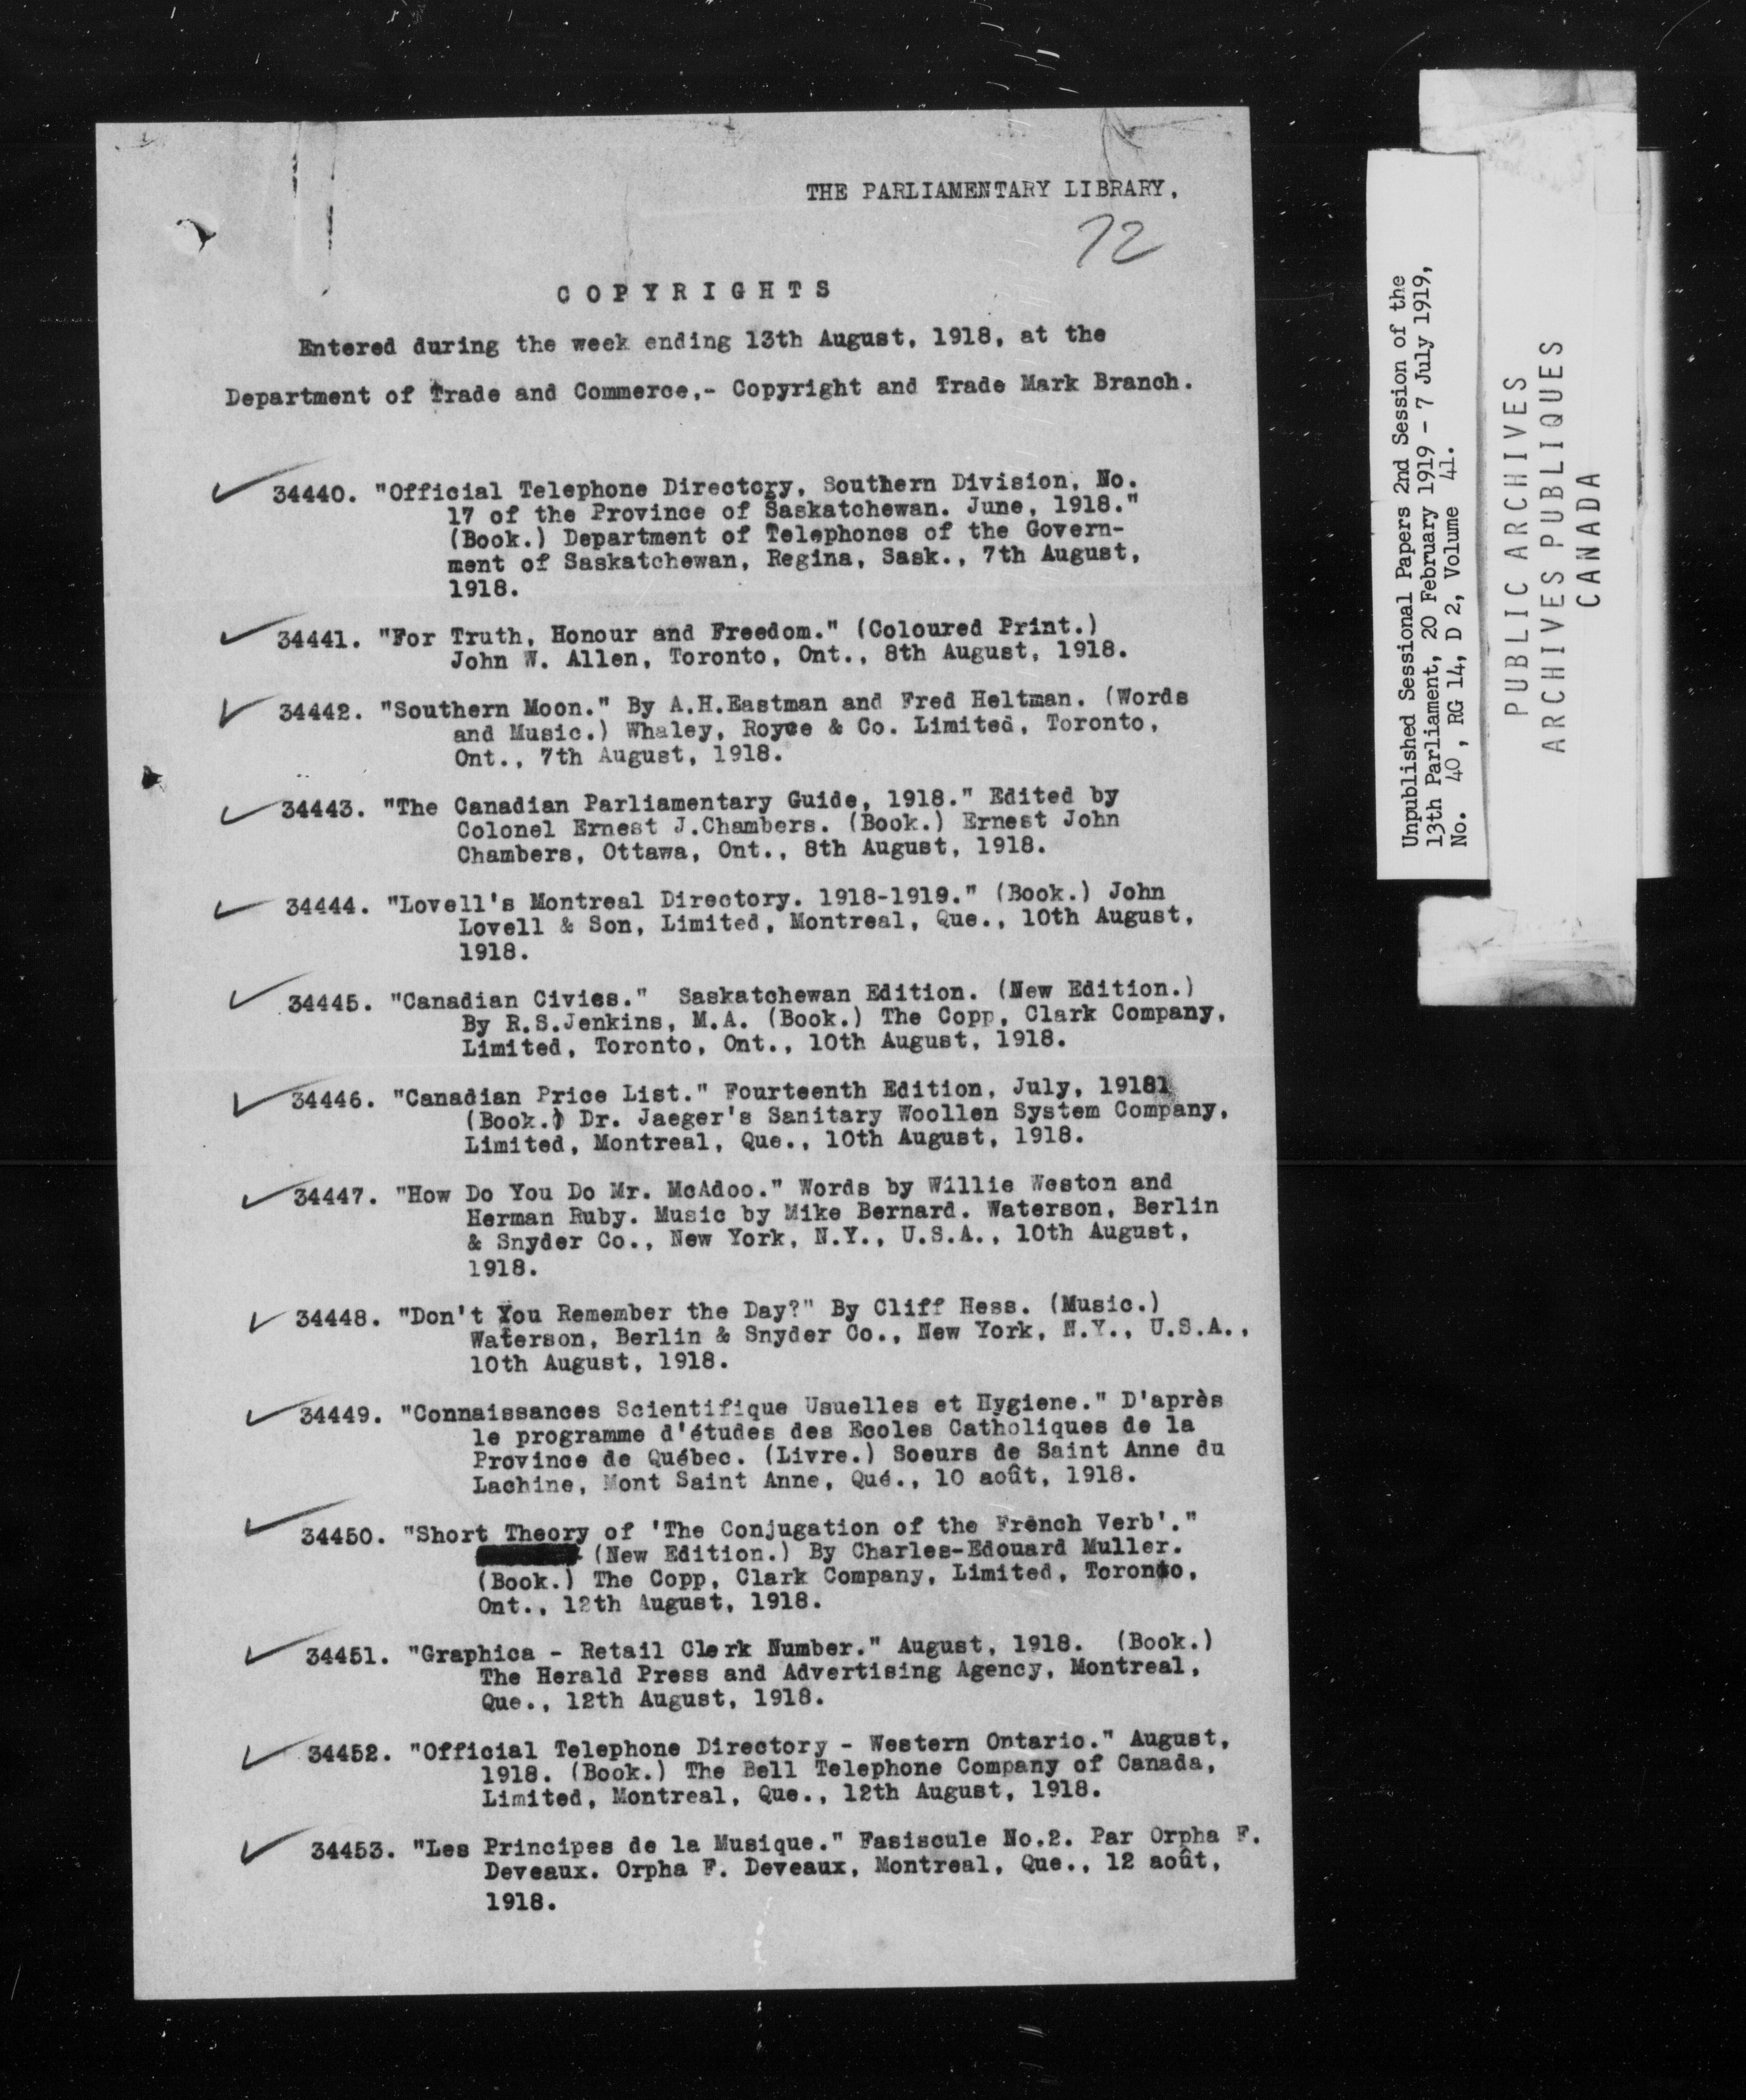 THE PARLIAMENTARY LIBRARY,
72
COPYRIGHTS
Entered during the week ending 13th August, 1918, at the
Department of Trade and Commerce,- Copyright and Trade Mark Branch.
34440. "Official Telephone Directory, Southern Division, No.
17 of the Province of Saskatchewan. June, 1918."
(Book.) Department of Telephones of the Govern-
ment of Saskatchewan, Regina, Sask., 7th August,
1918.
34441. "For Truth, Honour and Freedom." (Coloured Print.)
John W. Allen, Toronto, Ont., 8th August, 1918.
34442. "Southern Moon." By A.H.Eastman and Fred Heltman. (Words
and Music.) Whaley, Royce & Co. Limited, Toronto,
Ont., 7th August, 1918.
34443. "The Canadian Parliamentary Guide, 1918." Edited by
Colonel Ernest J.Chambers. (Book.) Ernest John
Chambers, Ottawa, Ont., 8th August, 1918.
34444. "Lovell's Montreal Directory. 1918-1919." (Book.) John
Lovell & Son, Limited, Montreal, Que., 10th August,
1918.
34445. "Canadian Civics." Saskatchewan Edition. (New Edition.)
By R.S.Jenkins, M.A. (Book.) The Copp, Clark Company,
Limited, Toronto, Ont., 10th August, 1918.
34446. "Canadian Price List." Fourteenth Edition, July, 19181
(Book.) Dr. Jaeger's Sanitary Woollen System Company,
Limited, Montreal, Que., 10th August, 1918.
34447. "How Do You Do Mr. McAdoo." Words by Willie Weston and
Herman Ruby. Music by Mike Bernard. Waterson, Berlin
& Snyder Co., New York, N.Y., U.S.A., 10th August,
1918.
34448. "Don't You Remember the Day?" By Cliff Hess. (Music.)
Waterson, Berlin & Snyder Co., New York, N.Y., U.S.A.,
10th August, 1918.
34449. "Connaissances Scientifique Usuelles et Hygiene." D'après
le programme d'études des Ecoles Catholiques de la
Province de Québec. (Livre.) Soeurs de Saint Anne du
Lachine, Mont Saint Anne, Qué., 10 août, 1918.
34450. "Short Theory of 'The Conjugation of the French Verb'."
(New Edition.) By Charles-Edouard Muller.
(Book.) The Copp, Clark Company, Limited, Toronto,
Ont., 12th August, 1918.
34451. "Graphica - Retail Clerk Number." August, 1918. (Book.)
The Herald Press and Advertising Agency, Montreal,
Que., 12th August, 1918.
34452. "Official Telephone Directory - Western Ontario." August,
1918. (Book.) The Bell Telephone Company of Canada,
Limited, Montreal, Que., 12th August, 1918.
34453. "Les Principes de la Musique." Fasiscule No.2. Par Orpha F.
Deveaux. Orpha F. Deveaux, Montreal, Que., 12 août,
1918.
Unpublished Sessional Papers 2nd Session of the
13th Parliament, 20 February 1919 - 7 July 1919,
No. 40 , RG 14, D 2, Volume 41.
PUBLIC ARCHIVES
ARCHIVES PUBLIQUES
CANADA